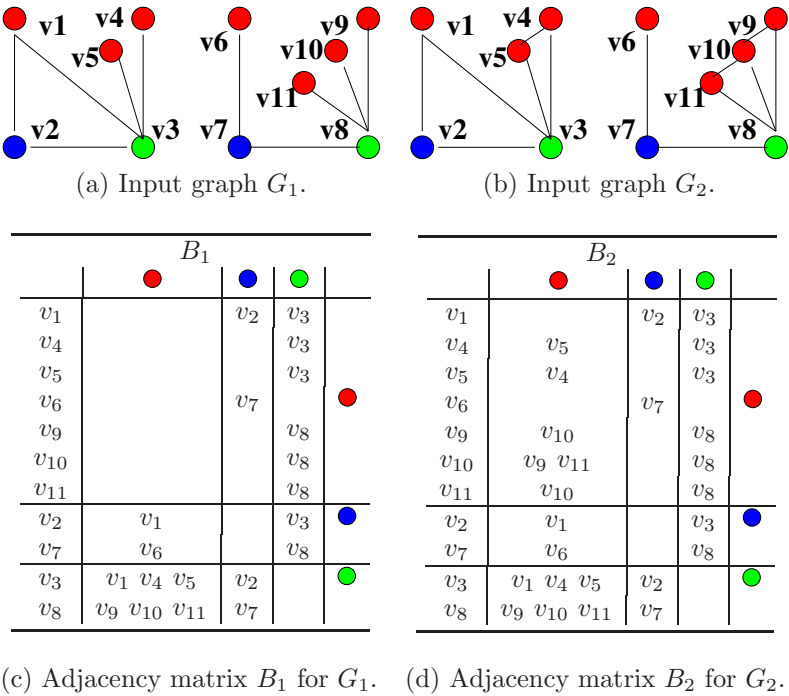 v1 v4 v5 v2 v3 v6 v9 v10 v11 v7 v8 v1 v4 v5 v2 v3 v6 v9 v10 v11 v7 v8
(a) Input graph G₁. (b) Input graph G₂.
B₁
v₁ v₂ v₃
v₄ v₃
v₅ v₃
v₆ v₇
v₉ v₈
v₁₀ v₈
v₁₁ v₈
v₂ v₁ v₃
v₇ v₆ v₈
v₃ v₁ v₄ v₅ v₂
v₈ v₉ v₁₀ v₁₁ v₇
B₂
v₁ v₂ v₃
v₄ v₅ v₃
v₅ v₄ v₃
v₆ v₇
v₉ v₁₀ v₈
v₁₀ v₉ v₁₁ v₈
v₁₁ v₁₀ v₈
v₂ v₁ v₃
v₇ v₆ v₈
v₃ v₁ v₄ v₅ v₂
v₈ v₉ v₁₀ v₁₁ v₇
(c) Adjacency matrix B₁ for G₁. (d) Adjacency matrix B₂ for G₂.